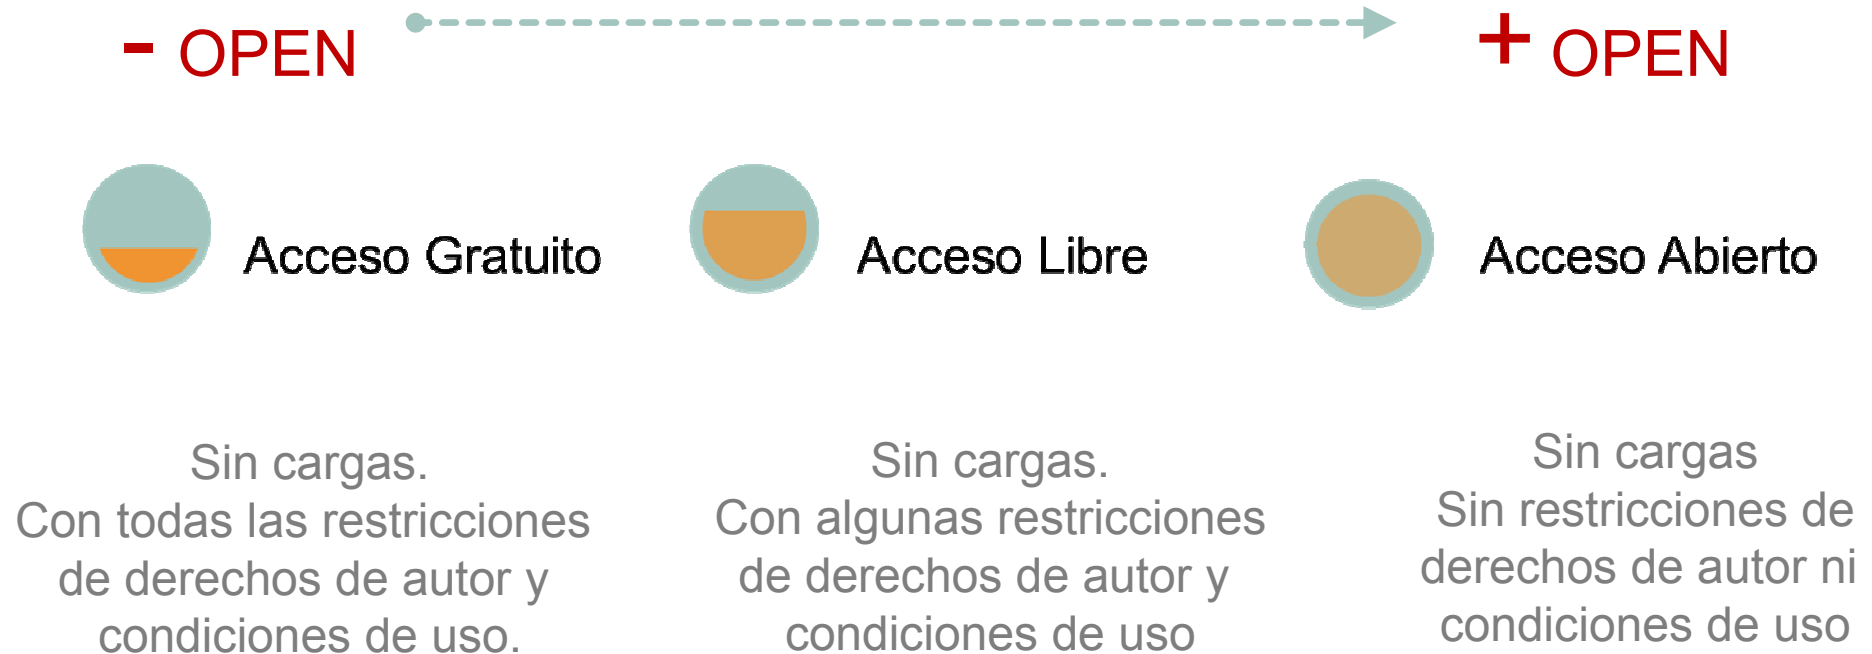 - OPEN
+ OPEN
Acceso Gratuito
Acceso Libre
Acceso Abierto
Sin cargas.
Con todas las restricciones
de derechos de autor y
condiciones de uso.
Sin cargas.
Con algunas restricciones
de derechos de autor y
condiciones de uso
Sin cargas
Sin restricciones de
derechos de autor ni
condiciones de uso